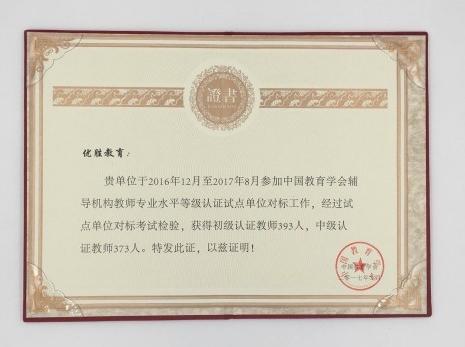 證書
优胜教育：
贵单位于2016年12月至2017年8月参加中国教育学会辅
导机构教师专业水平等级认证试点单位对标工作，经过试
点单位对标考试检验，获得初级认证教师393人，中级认
证教师373人。特发此证，以兹证明！